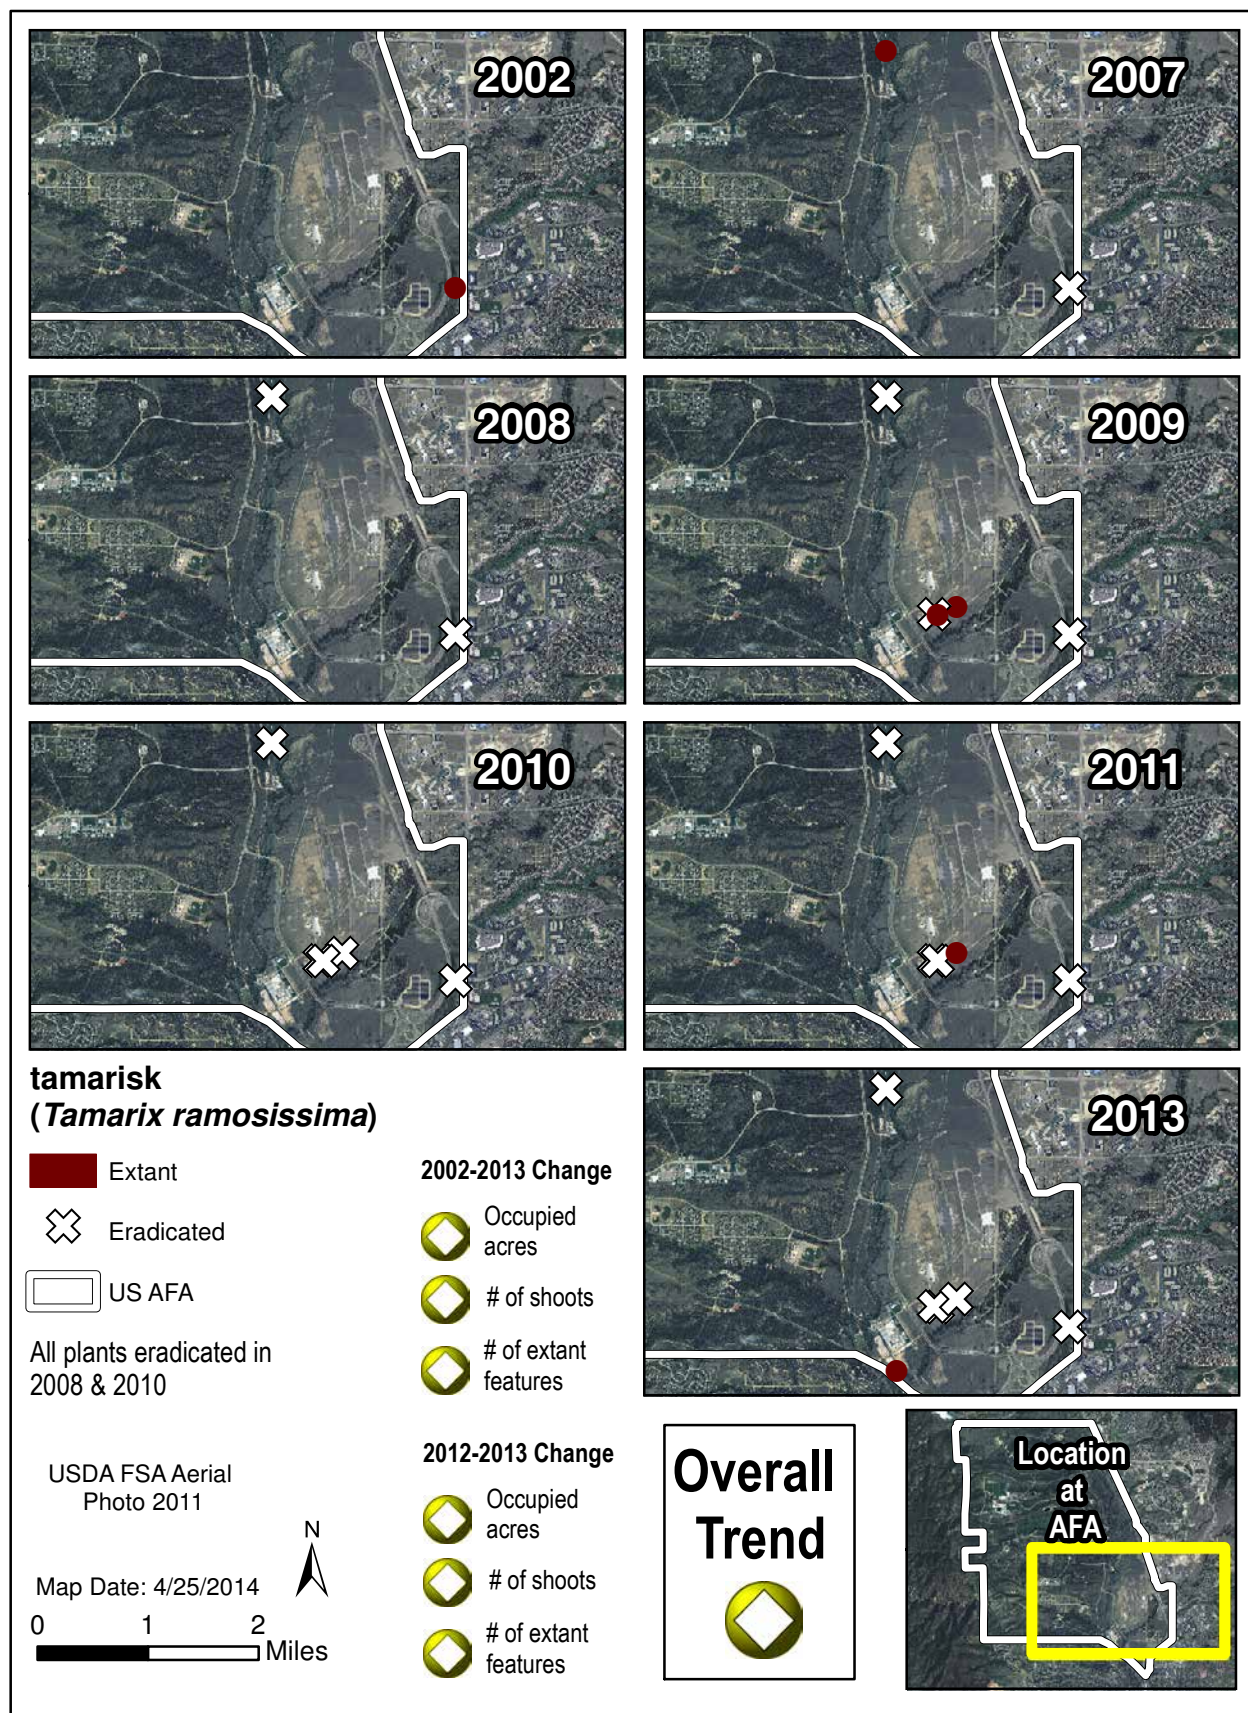 2002
2007
2008
2009
2010
2011
2013
tamarisk
(Tamarix ramosissima)
Extant
Eradicated
US AFA
All plants eradicated in
2008 & 2010
USDA FSA Aerial
Photo 2011
N
Map Date: 4/25/2014
0 1 2
Miles
2002-2013 Change
Occupied
acres
# of shoots
# of extant
features
2012-2013 Change
Occupied
acres
# of shoots
# of extant
features
Overall
Trend
Location
at
AFA